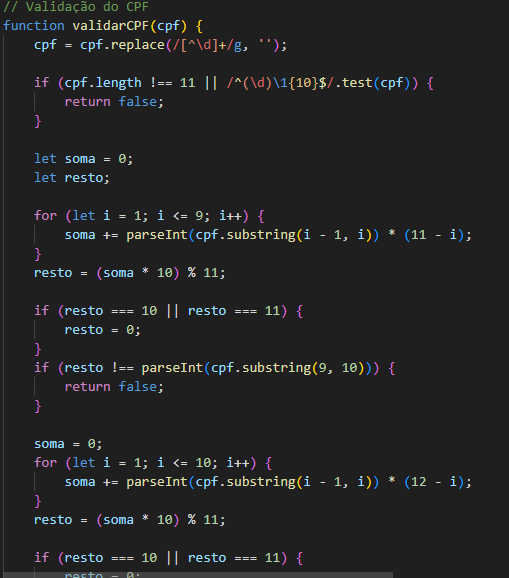 // Validação do CPF
function validarCPF(cpf) {
    cpf = cpf.replace(/[^\d]+/g, '');

    if (cpf.length !== 11 || /^(\d)\1{10}$/.test(cpf)) {
        return false;
    }

    let soma = 0;
    let resto;

    for (let i = 1; i <= 9; i++) {
        soma += parseInt(cpf.substring(i - 1, i)) * (11 - i);
    }
    resto = (soma * 10) % 11;

    if (resto === 10 || resto === 11) {
        resto = 0;
    }
    if (resto !== parseInt(cpf.substring(9, 10))) {
        return false;
    }

    soma = 0;
    for (let i = 1; i <= 10; i++) {
        soma += parseInt(cpf.substring(i - 1, i)) * (12 - i);
    }
    resto = (soma * 10) % 11;

    if (resto === 10 || resto === 11) {
        resto = 0;